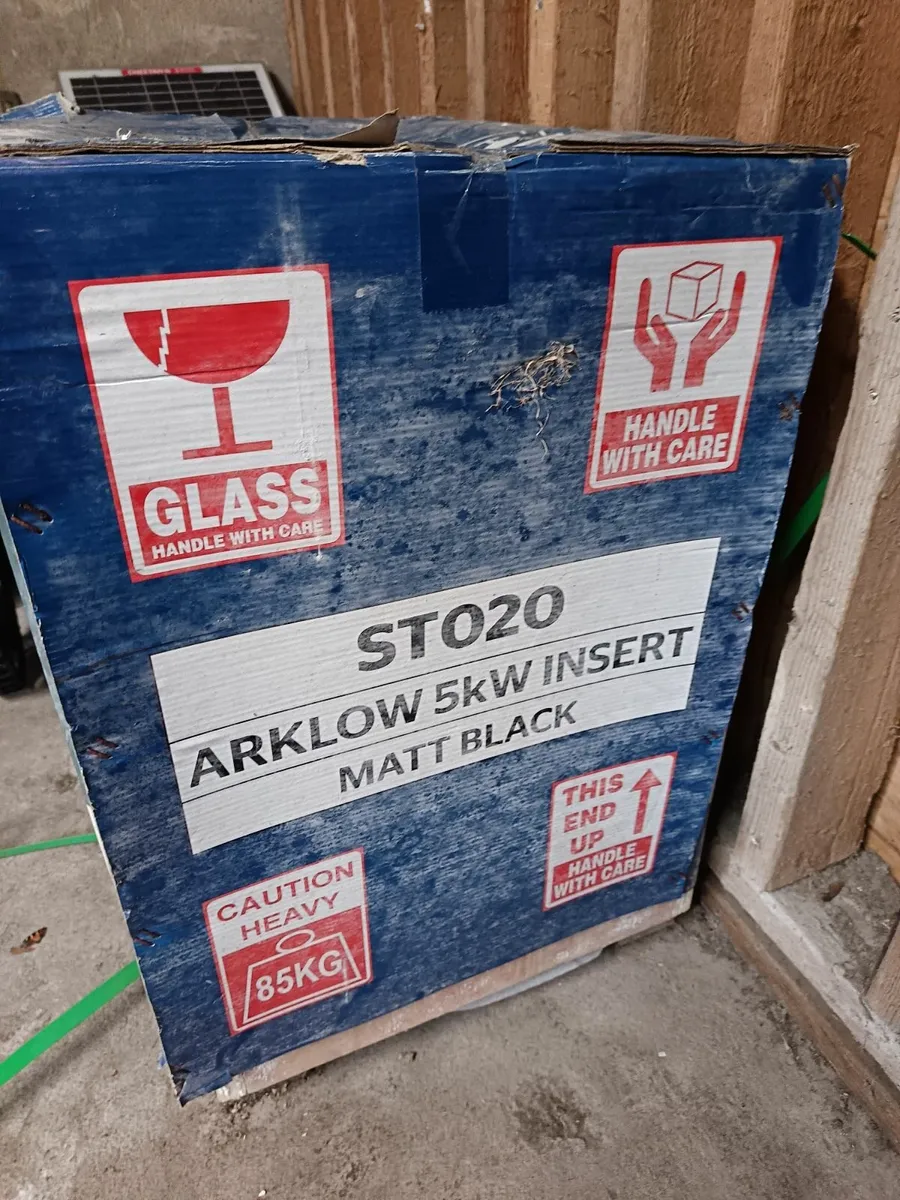 GLASS
HANDLE WITH CARE
HANDLE
WITH CARE
ST020
ARKLOW 5kW INSERT
MATT BLACK
THIS
END
UP
HANDLE
WITH CARE
CAUTION
HEAVY
85KG